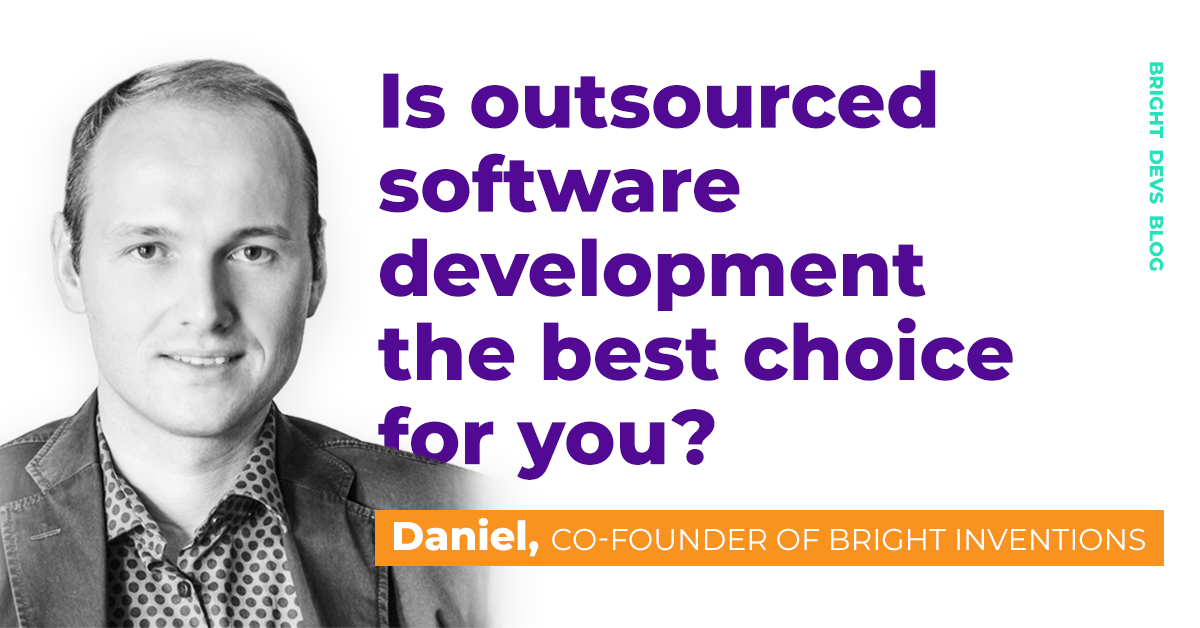 Is outsourced
software
development
the best choice
for you?
Daniel, CO-FOUNDER OF BRIGHT INVENTIONS
BRIGHT DEVS BLOG